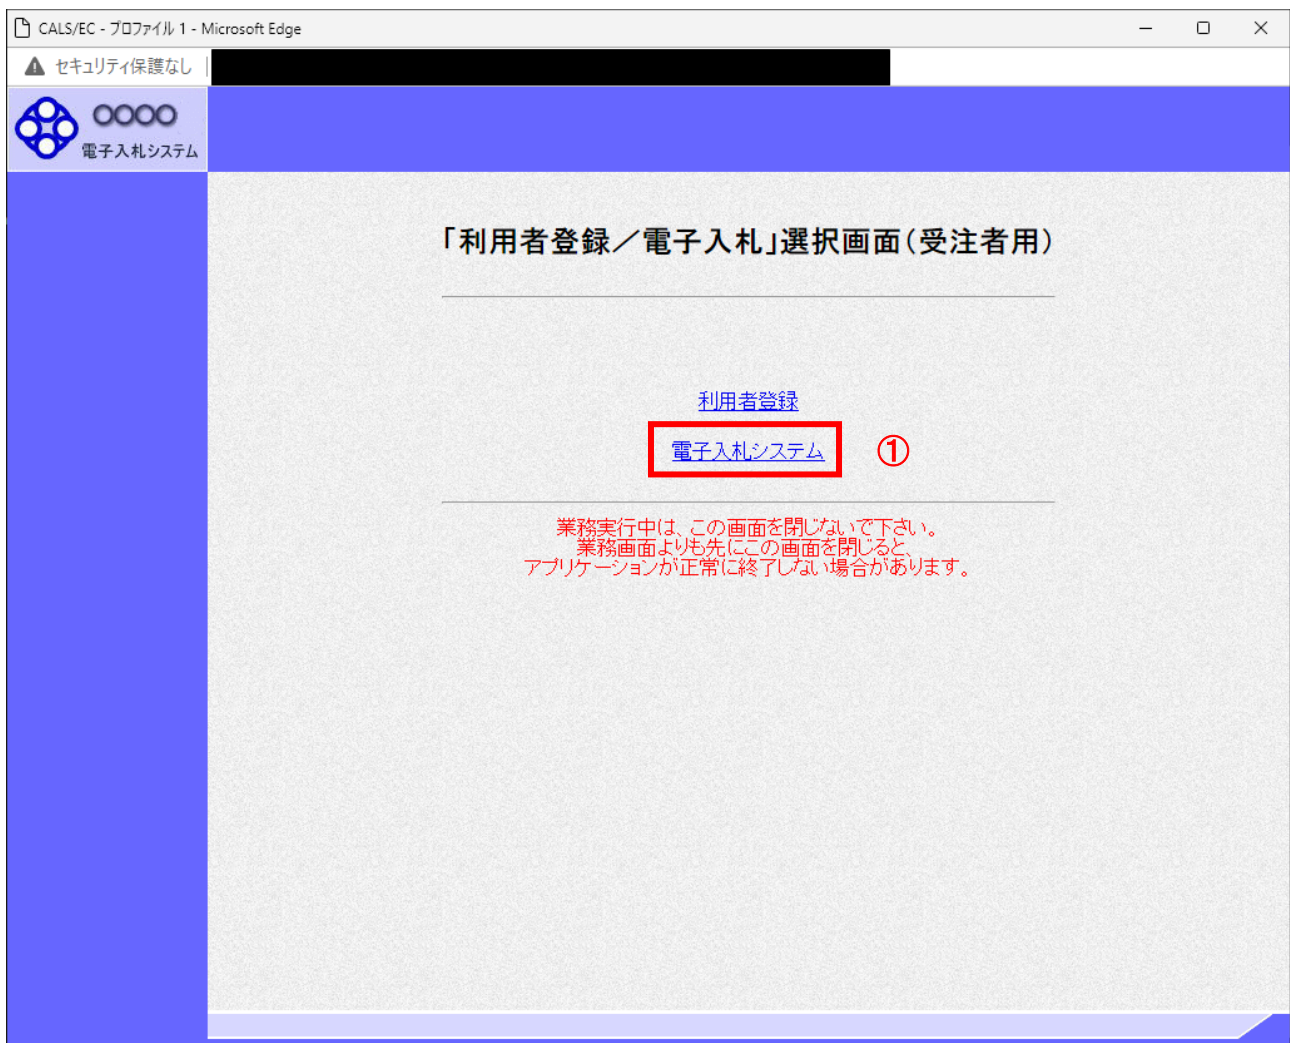 CALS/EC - プロファイル 1 - Microsoft Edge
セキュリティ保護なし
○○○○
電子入札システム
「利用者登録／電子入札」選択画面(受注者用)
利用者登録
電子入札システム ①
業務実行中は、この画面を閉じないで下さい。
業務画面よりも先にこの画面を閉じると、
アプリケーションが正常に終了しない場合があります。